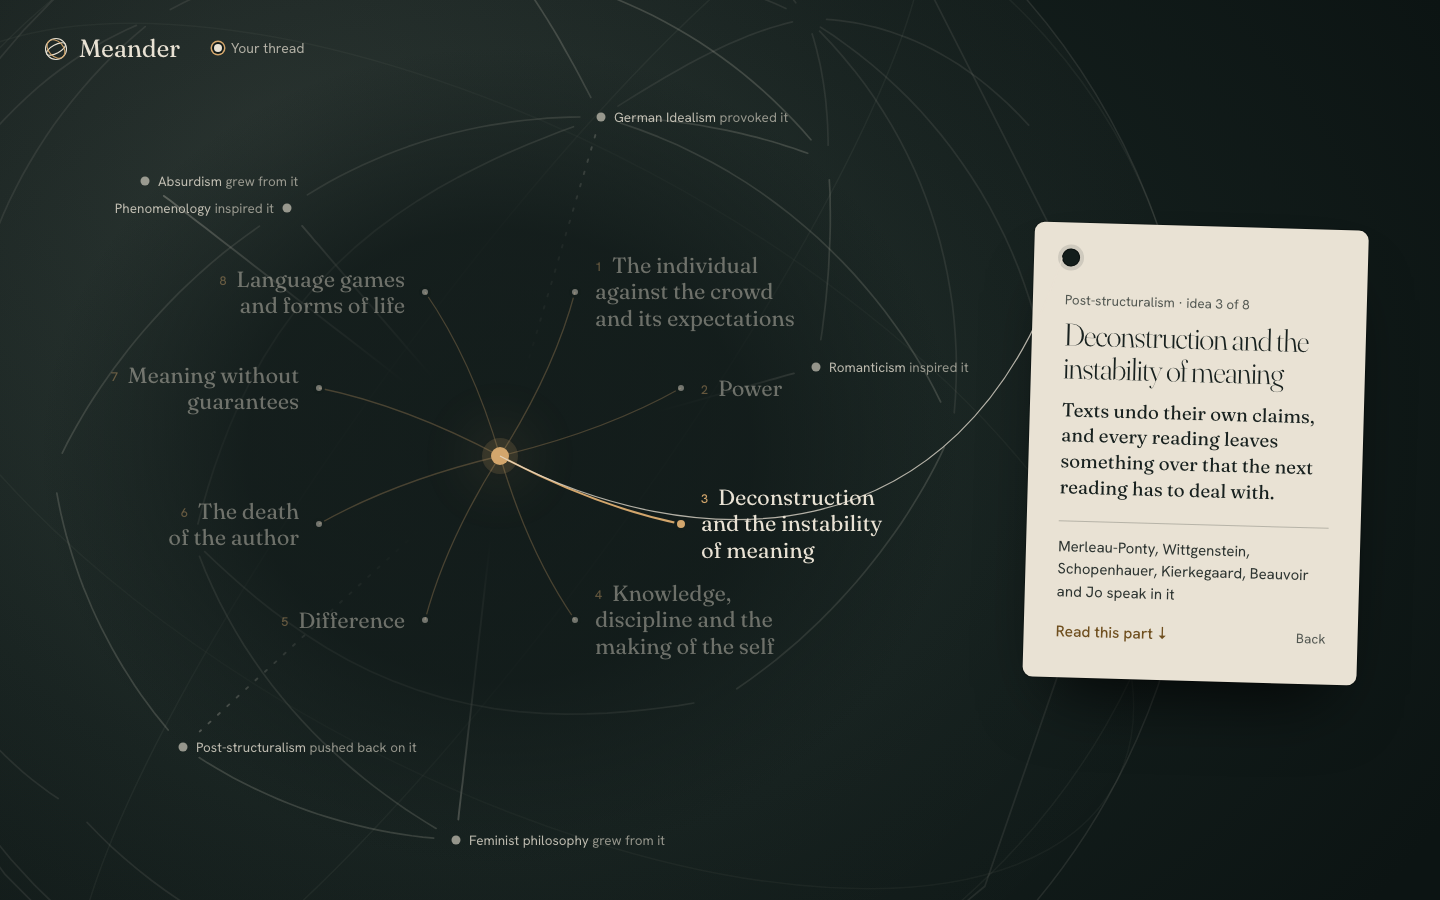 Meander
Your thread
German Idealism provoked it
Absurdism grew from it
Phenomenology inspired it
8 Language games
and forms of life
1 The individual
against the crowd
and its expectations
7 Meaning without
guarantees
Romanticism inspired it
2 Power
3 Deconstruction
and the instability
of meaning
6 The death
of the author
4 Knowledge,
discipline and the
making of the self
5 Difference
Post-structuralism pushed back on it
Feminist philosophy grew from it
Post-structuralism · idea 3 of 8
Deconstruction and the
instability of meaning
Texts undo their own claims,
and every reading leaves
something over that the next
reading has to deal with.
Merleau-Ponty, Wittgenstein,
Schopenhauer, Kierkegaard, Beauvoir
and Jo speak in it
Read this part ↓
Back